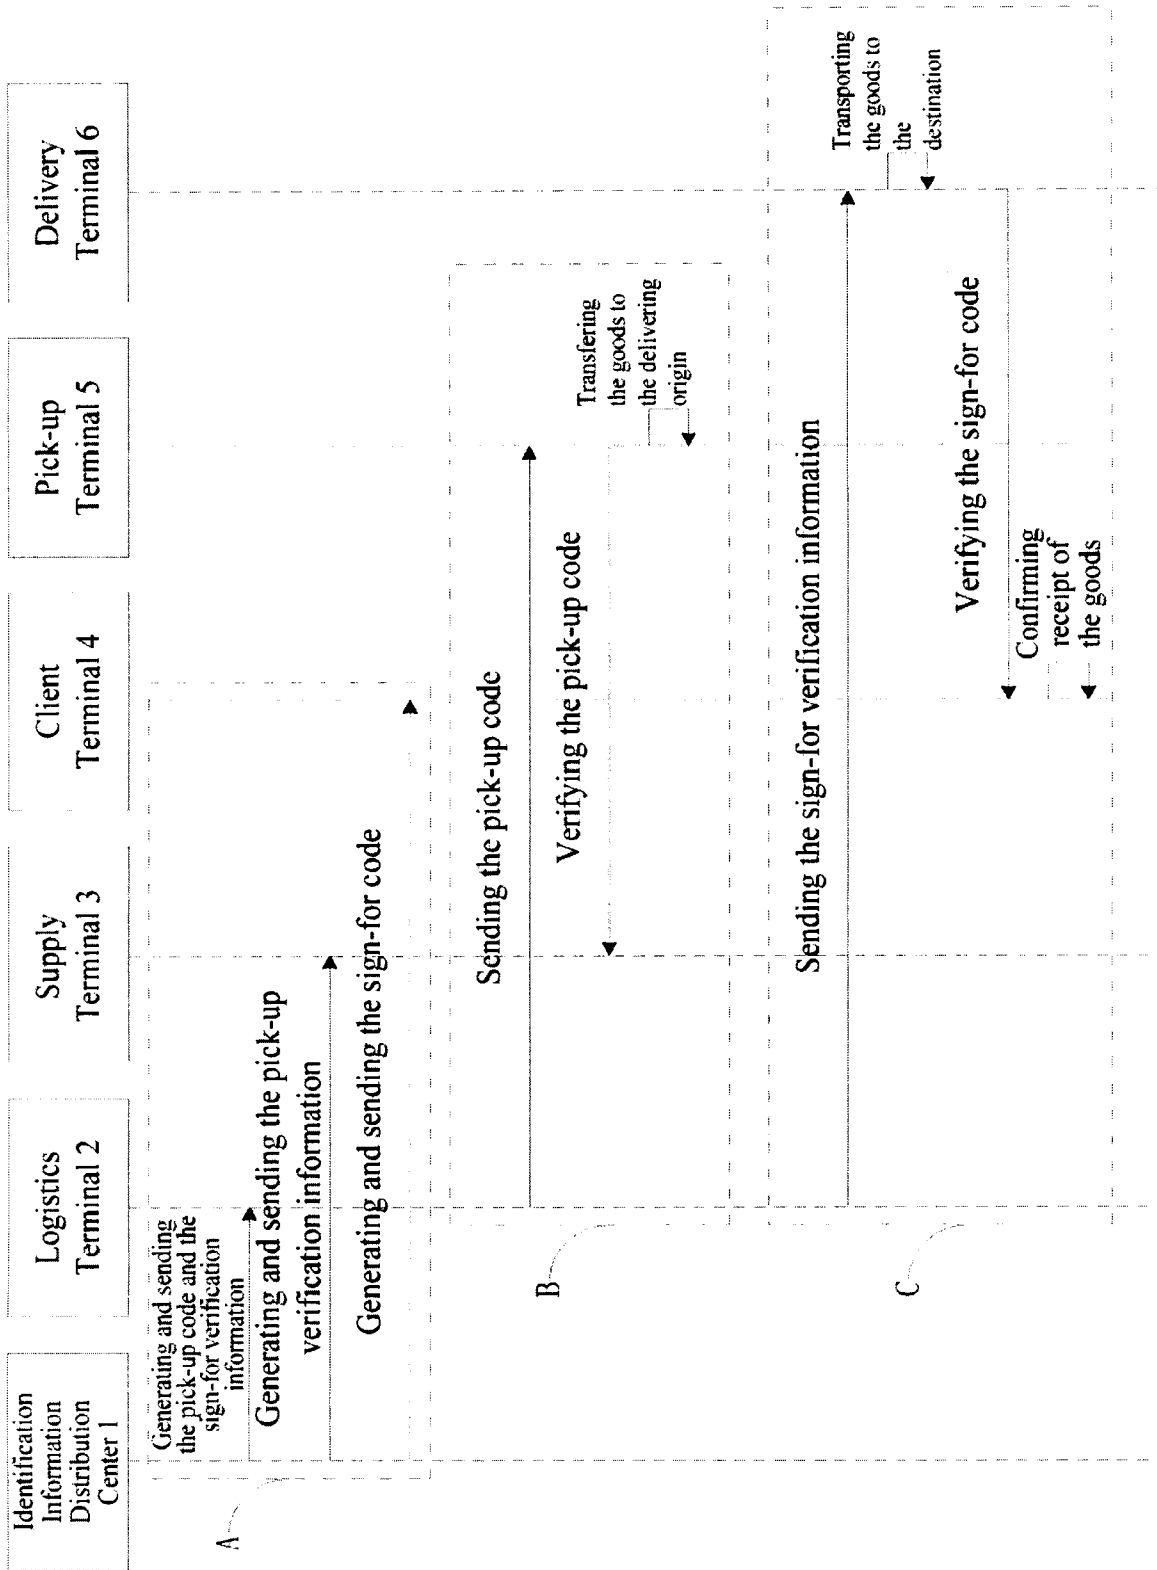 Identification
Information
Distribution
Center 1
Logistics
Terminal 2
Supply
Terminal 3
Client
Terminal 4
Pick-up
Terminal 5
Delivery
Terminal 6
A
Generating and sending
the pick-up code and the
sign-for verification
information
Generating and sending the pick-up
verification information
Generating and sending the sign-for code
B
Sending the pick-up code
Verifying the pick-up code
Transfering
the goods to
the delivering
origin
C
Sending the sign-for verification information
Transporting
the goods to
the
destination
Verifying the sign-for code
Confirming
receipt of
the goods